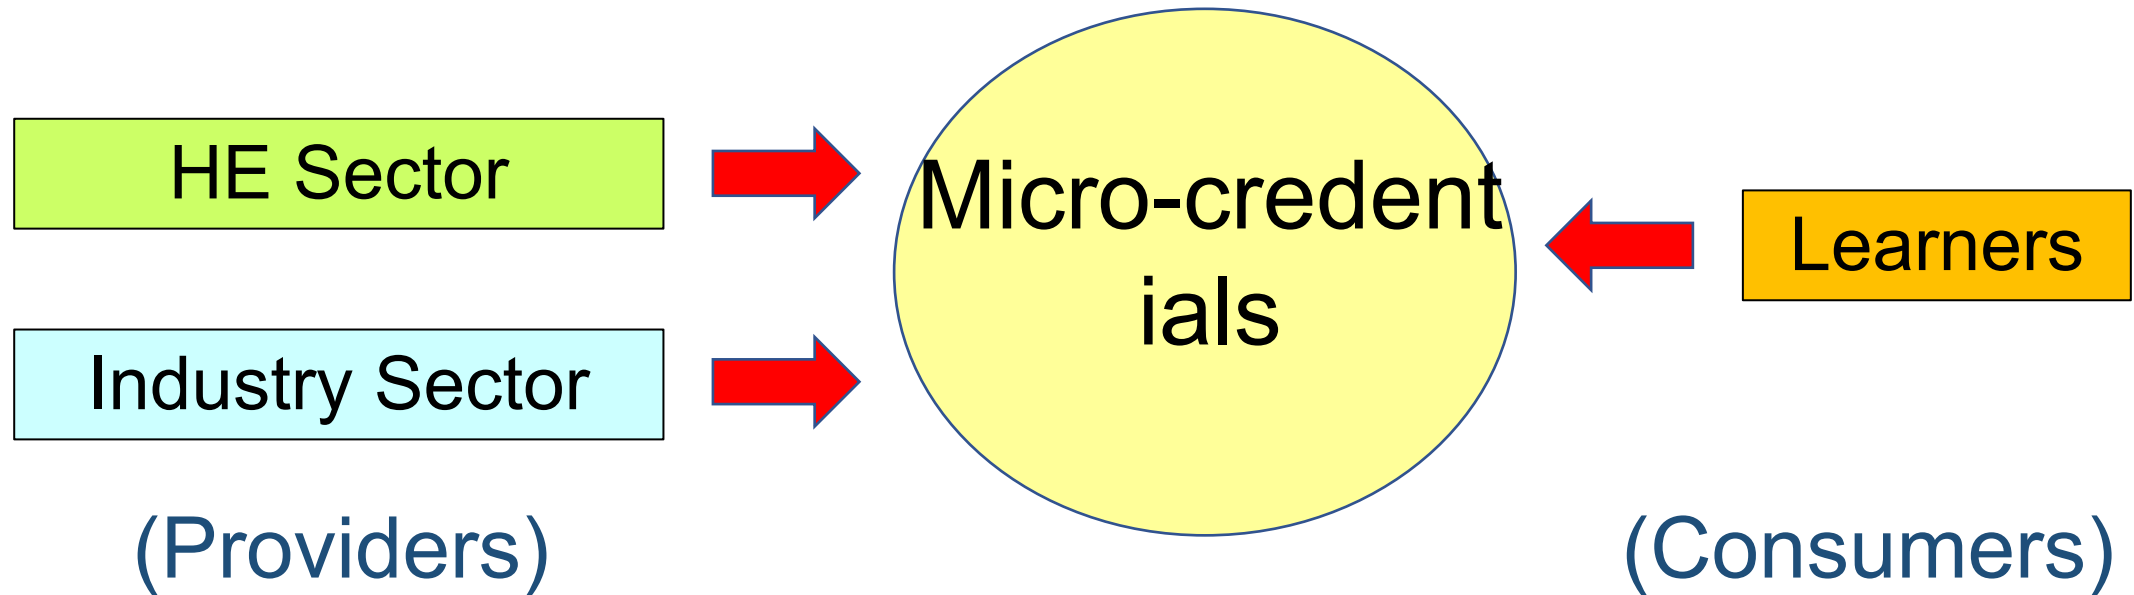 HE Sector
Industry Sector
(Providers)
Micro-credent
ials
Learners
(Consumers)